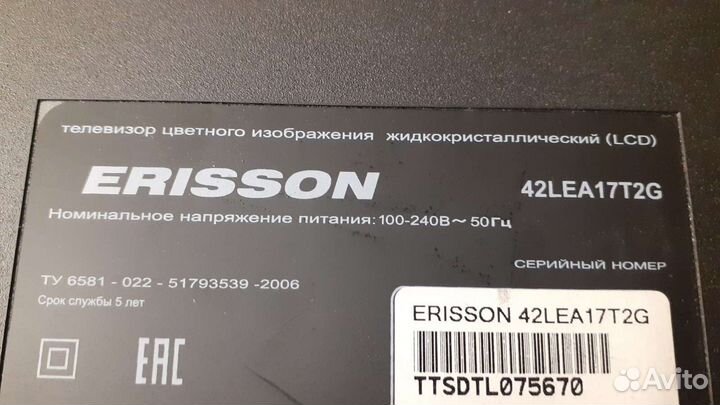 телевизор цветного изображения жидкокристаллический (LCD)
ERISSON 42LEA17T2G
Номинальное напряжение питания: 100-240В ~ 50Гц
СЕРИЙНЫЙ НОМЕР
ТУ 6581 - 022 - 51793539 -2006
Срок службы 5 лет
ERISSON 42LEA17T2G
EAC
TTSDTL075670
Avito